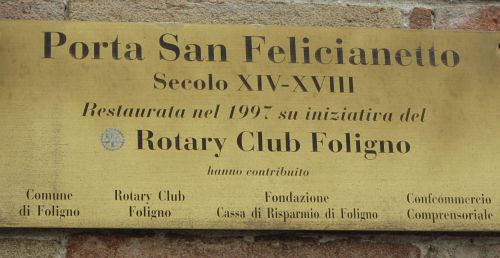 Porta San Felicianetto
Secolo XIV-XVIII
Restaurata nel 1997 su iniziativa del
Rotary Club Foligno
hanno contribuito
Comune
di Foligno
Rotary Club
Foligno
Fondazione
Cassa di Risparmio di Foligno
Confcommercio
Comprensoriale